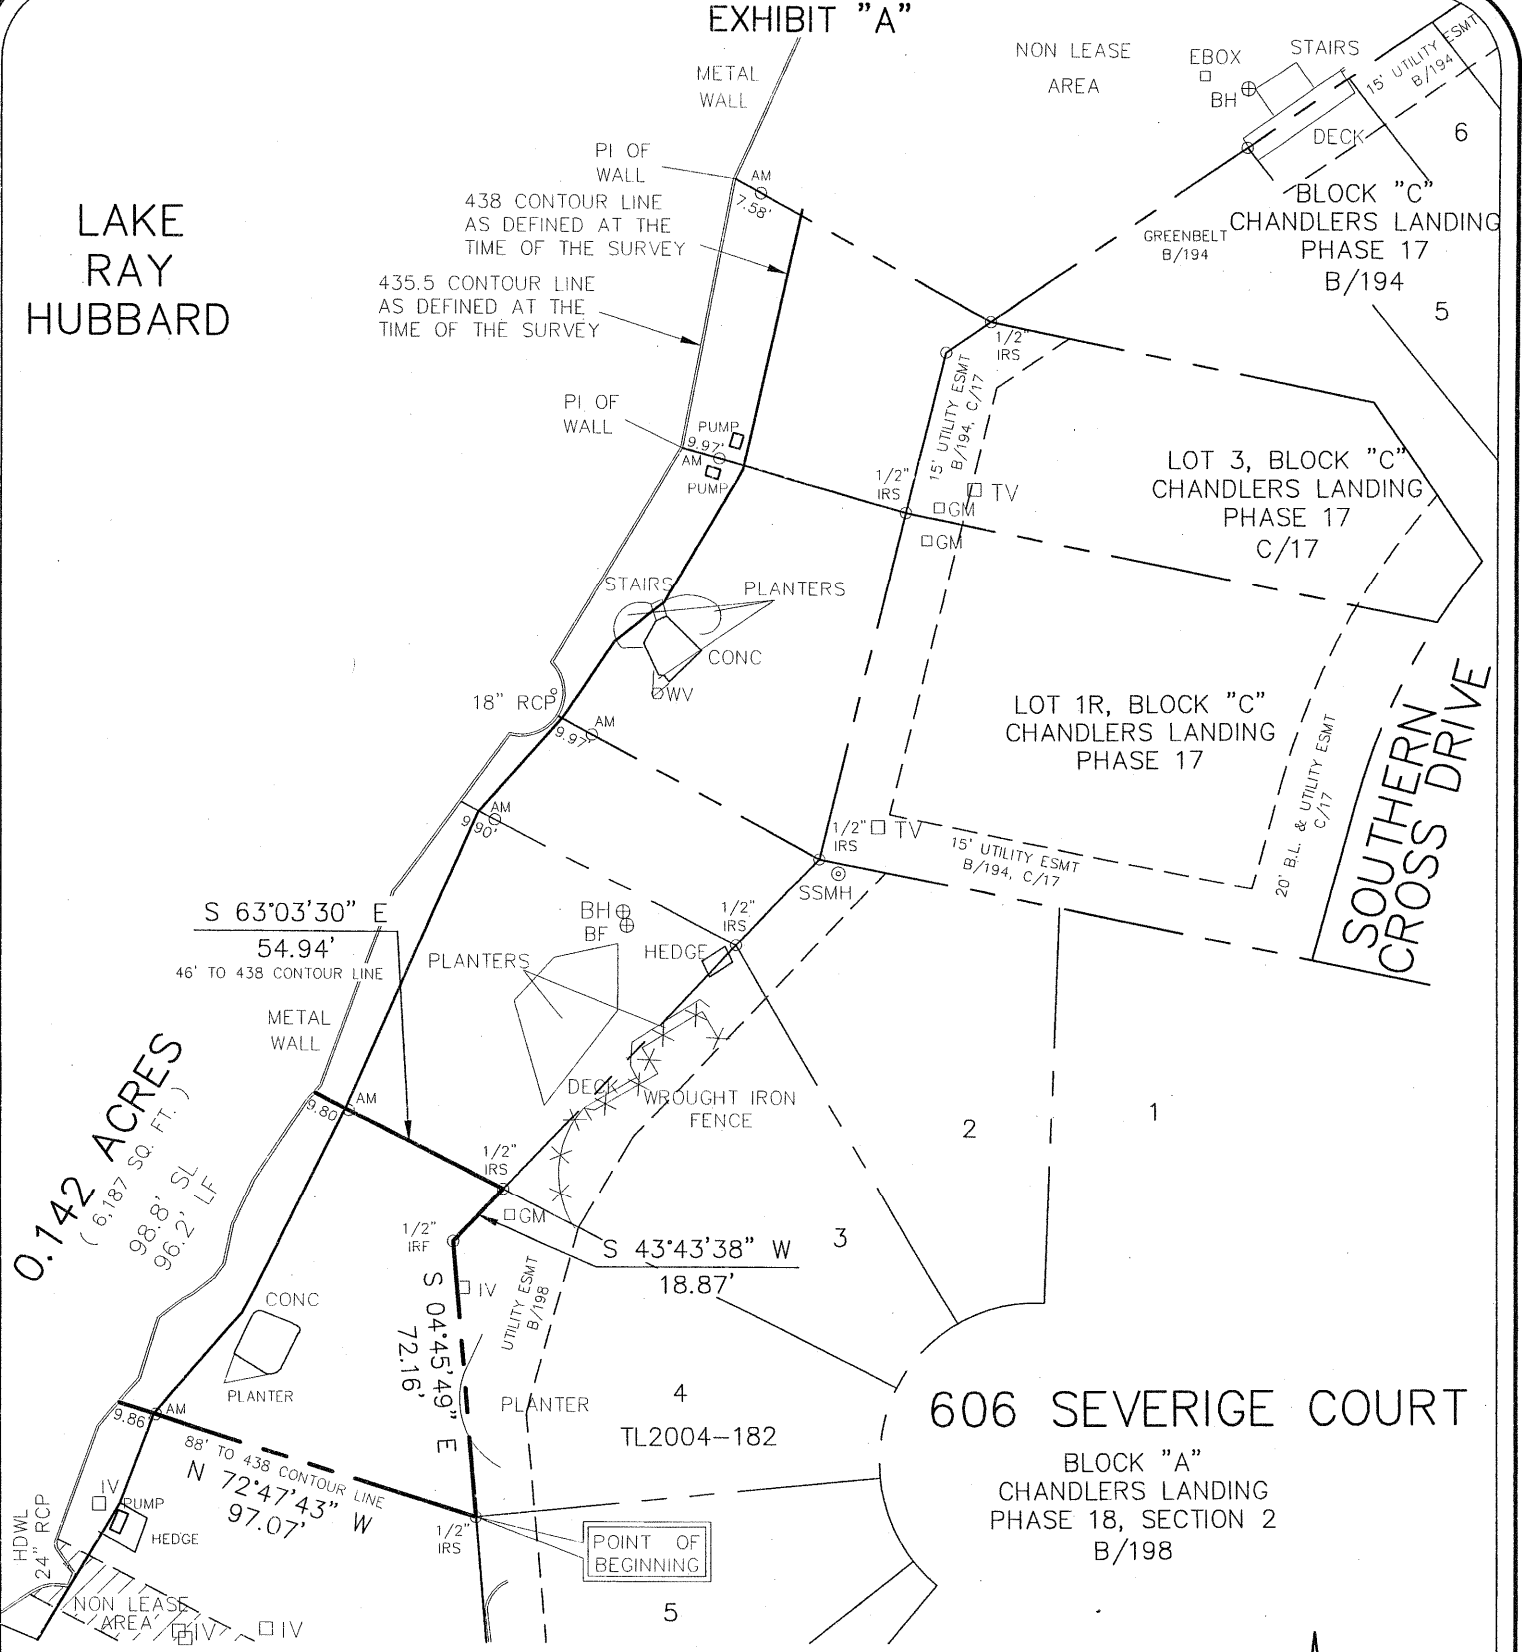 EXHIBIT "A"
METAL
WALL
NON LEASE
AREA
EBOX
STAIRS
BH
15' UTILITY ESMT
B/194
DECK
6
PI OF
WALL
AM
7.58'
LAKE
RAY
HUBBARD
438 CONTOUR LINE
AS DEFINED AT THE
TIME OF THE SURVEY
435.5 CONTOUR LINE
AS DEFINED AT THE
TIME OF THE SURVEY
GREENBELT
B/194
BLOCK "C"
CHANDLERS LANDING
PHASE 17
B/194
5
1/2"
IRS
PI OF
WALL
PUMP
9.97'
AM
PUMP
15' UTILITY ESMT
B/194, C/17
1/2"
IRS
TV
GM
GM
LOT 3, BLOCK "C"
CHANDLERS LANDING
PHASE 17
C/17
STAIRS
PLANTERS
CONC
WV
18" RCP
AM
9.97'
LOT 1R, BLOCK "C"
CHANDLERS LANDING
PHASE 17
20' B.L. & UTILITY ESMT
C/17
SOUTHERN
CROSS DRIVE
AM
9.90'
1/2"
IRS
TV
15' UTILITY ESMT
B/194, C/17
SSMH
S 63°03'30" E
54.94'
46' TO 438 CONTOUR LINE
BH
BF
1/2"
IRS
HEDGE
PLANTERS
METAL
WALL
DECK
WROUGHT IRON
FENCE
2
1
0.142 ACRES
( 6,187 SQ. FT. )
98.8' SL
96.2' LF
9.80'
AM
1/2"
IRS
GM
1/2"
IRF
S 43°43'38" W
18.87'
3
IV
UTILITY ESMT
B/198
S 04°45'49" E
72.16'
CONC
PLANTER
PLANTER
4
TL2004-182
606 SEVERIGE COURT
BLOCK "A"
CHANDLERS LANDING
PHASE 18, SECTION 2
B/198
9.86'
AM
88' TO 438 CONTOUR LINE
N 72°47'43" W
97.07'
1/2"
IRS
POINT OF
BEGINNING
IV
PUMP
HEDGE
HDWL
24" RCP
NON LEASE
AREA
IV
IV
5